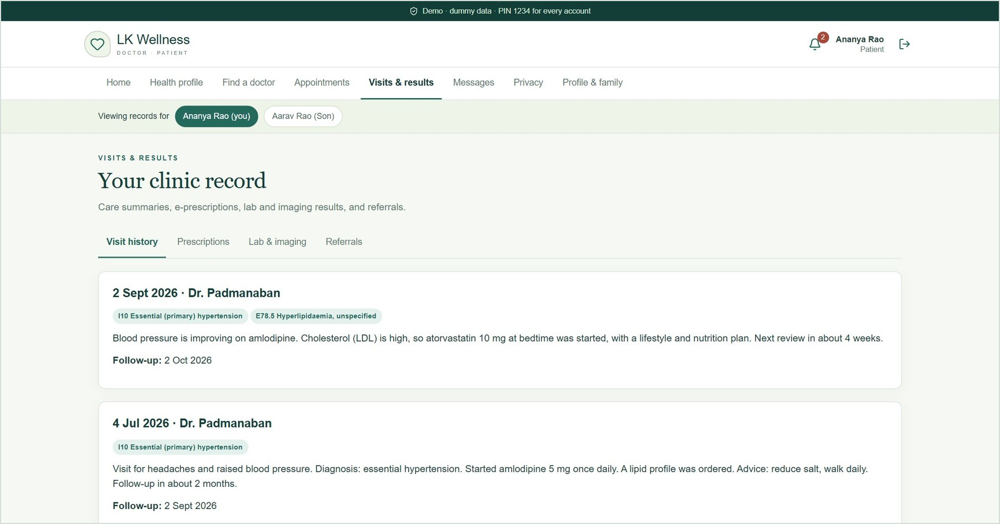 Demo · dummy data · PIN 1234 for every account
LK Wellness
DOCTOR · PATIENT
2
Ananya Rao
Patient
Home
Health profile
Find a doctor
Appointments
Visits & results
Messages
Privacy
Profile & family
Viewing records for
Ananya Rao (you)
Aarav Rao (Son)
VISITS & RESULTS
Your clinic record
Care summaries, e-prescriptions, lab and imaging results, and referrals.
Visit history
Prescriptions
Lab & imaging
Referrals
2 Sept 2026 · Dr. Padmanaban
I10 Essential (primary) hypertension
E78.5 Hyperlipidaemia, unspecified
Blood pressure is improving on amlodipine. Cholesterol (LDL) is high, so atorvastatin 10 mg at bedtime was started, with a lifestyle and nutrition plan. Next review in about 4 weeks.
Follow-up: 2 Oct 2026
4 Jul 2026 · Dr. Padmanaban
I10 Essential (primary) hypertension
Visit for headaches and raised blood pressure. Diagnosis: essential hypertension. Started amlodipine 5 mg once daily. A lipid profile was ordered. Advice: reduce salt, walk daily.
Follow-up in about 2 months.
Follow-up: 2 Sept 2026